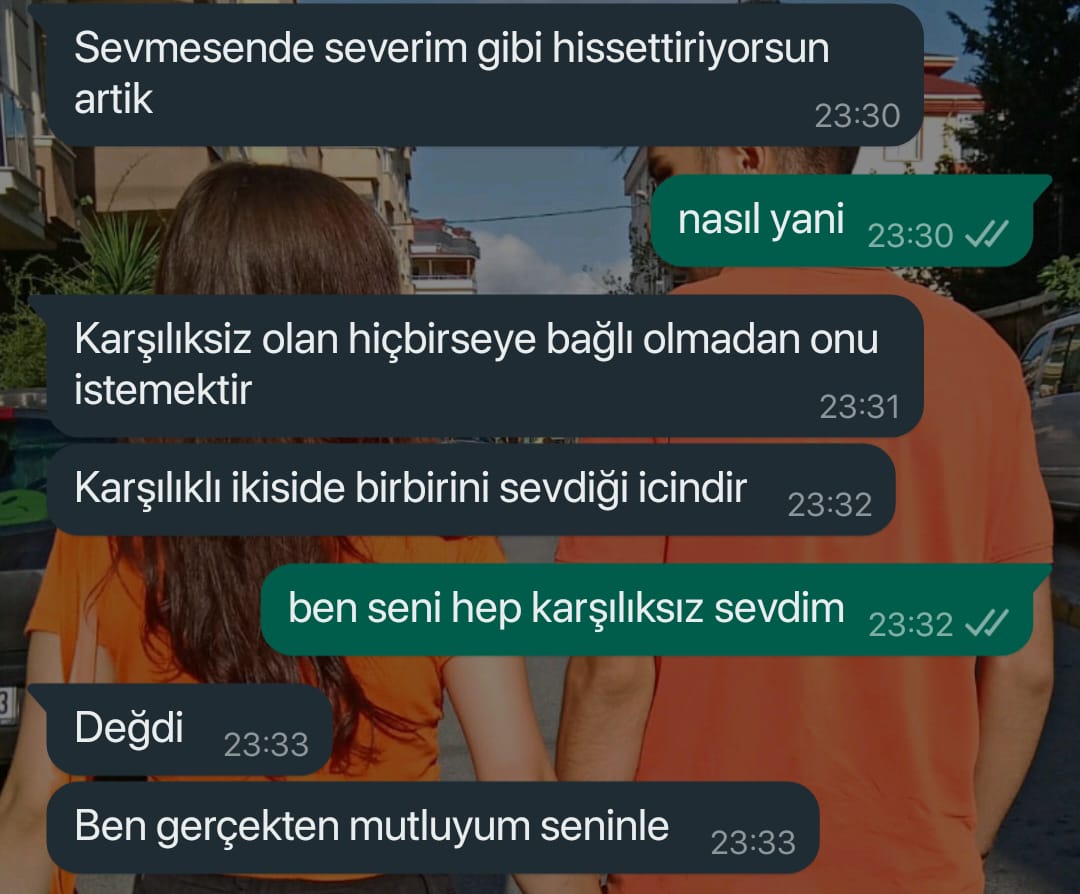 Sevmesende severim gibi hissettiriyorsun
artik
23:30
nasıl yani 23:30
Karşılıksiz olan hiçbirseye bağlı olmadan onu
istemektir
23:31
Karşılıklı ikiside birbirini sevdiği icindir 23:32
ben seni hep karşılıksız sevdim 23:32
Değdi 23:33
Ben gerçekten mutluyum seninle 23:33